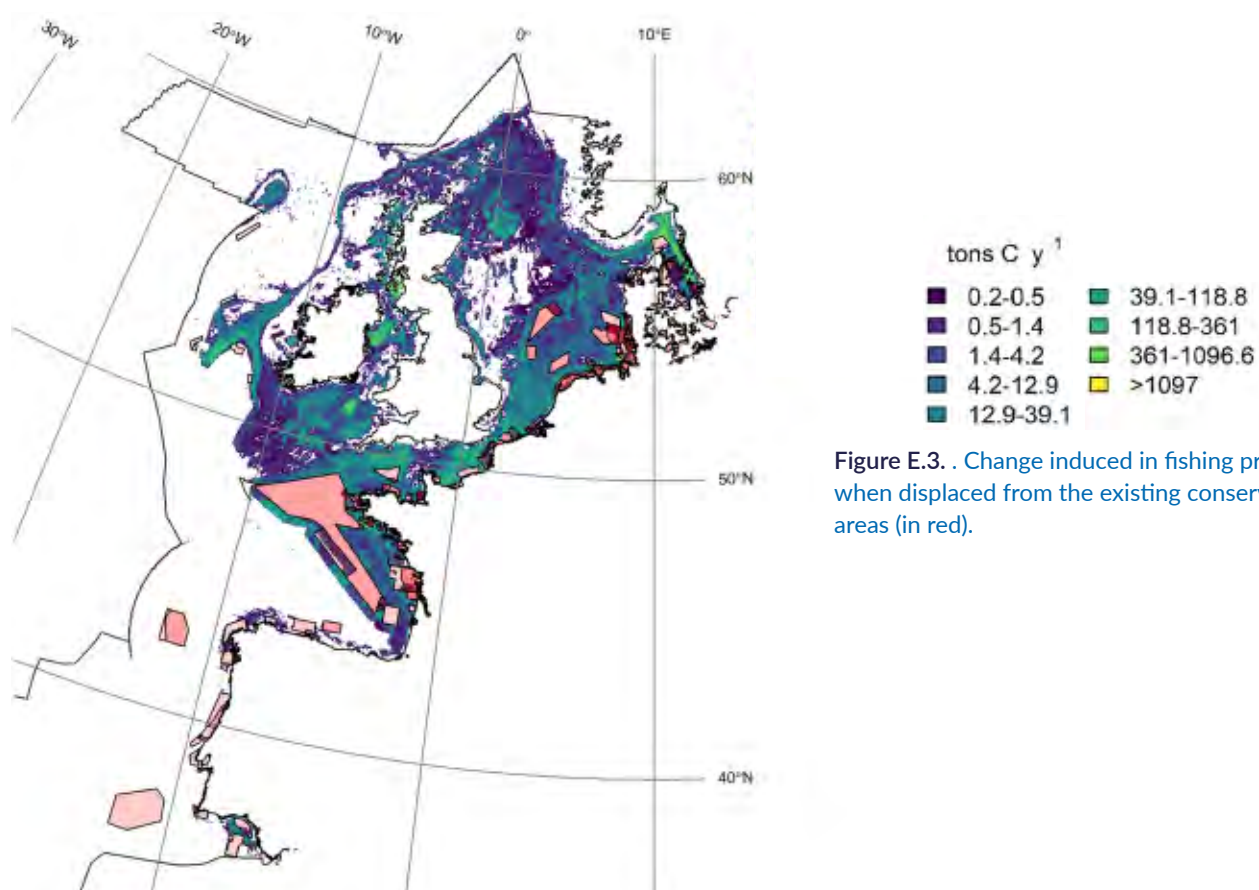 30°W
20°W
10°W
0°
10°E
60°N
50°N
40°N
tons C y 1
0.2-0.5
0.5-1.4
1.4-4.2
4.2-12.9
12.9-39.1
39.1-118.8
118.8-361
361-1096.6
>1097
Figure E.3. . Change induced in fishing pr
when displaced from the existing conser
areas (in red).